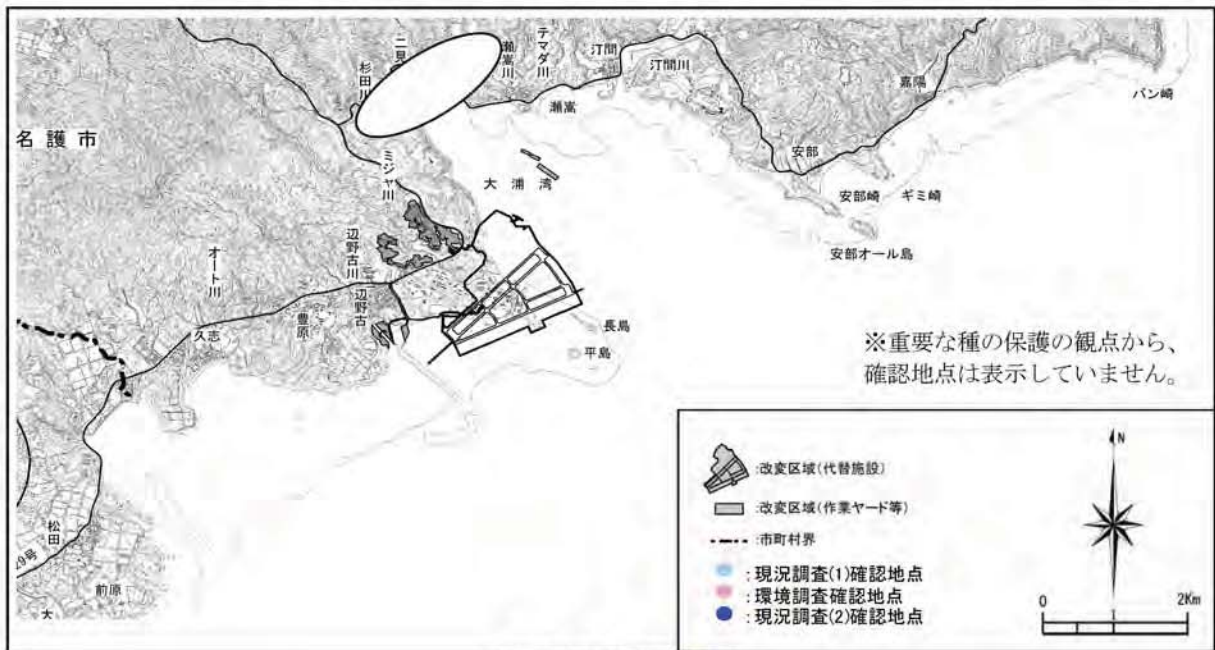 二見
杉田川
瀬嵩川
テマダ川
汀間
汀間川
瀬嵩
嘉陽
バン崎
名護市
ミジャ川
大浦湾
安部
安部崎
ギミ崎
安部オール島
オート川
辺野古川
辺野古
豊原
久志
長島
平島
※重要な種の保護の観点から、
確認地点は表示していません。
松田
29号
前原
大
:改変区域(代替施設)
:改変区域(作業ヤード等)
:市町村界
:現況調査(1)確認地点
:環境調査確認地点
:現況調査(2)確認地点
N
0 2Km